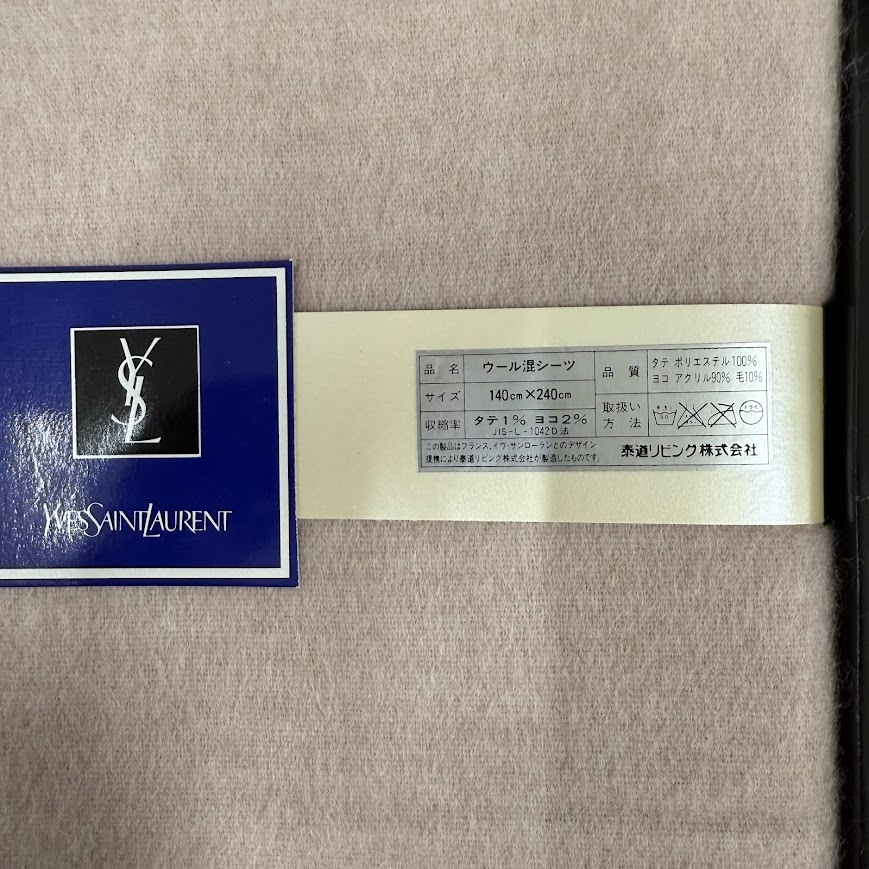 YSL
YVESSAINTLAURENT
品名 ウール混シーツ
サイズ 140cm×240cm
収縮率 タテ1% ヨコ2%
JIS-L-1042D法
品質 タテ ポリエステル100%
ヨコ アクリル90% 毛10%
取扱い
方法
この製品はフランス、イヴ・サンローランとのデザイン
提携により泰道リビング株式会社が製造したものです。
泰道リビング株式会社